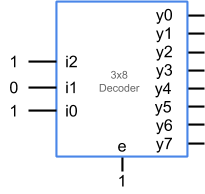 y0
y1
y2
1 i2 y3
3x8
Decoder
0 i1 y4
1 i0 y5
y6
e y7
1